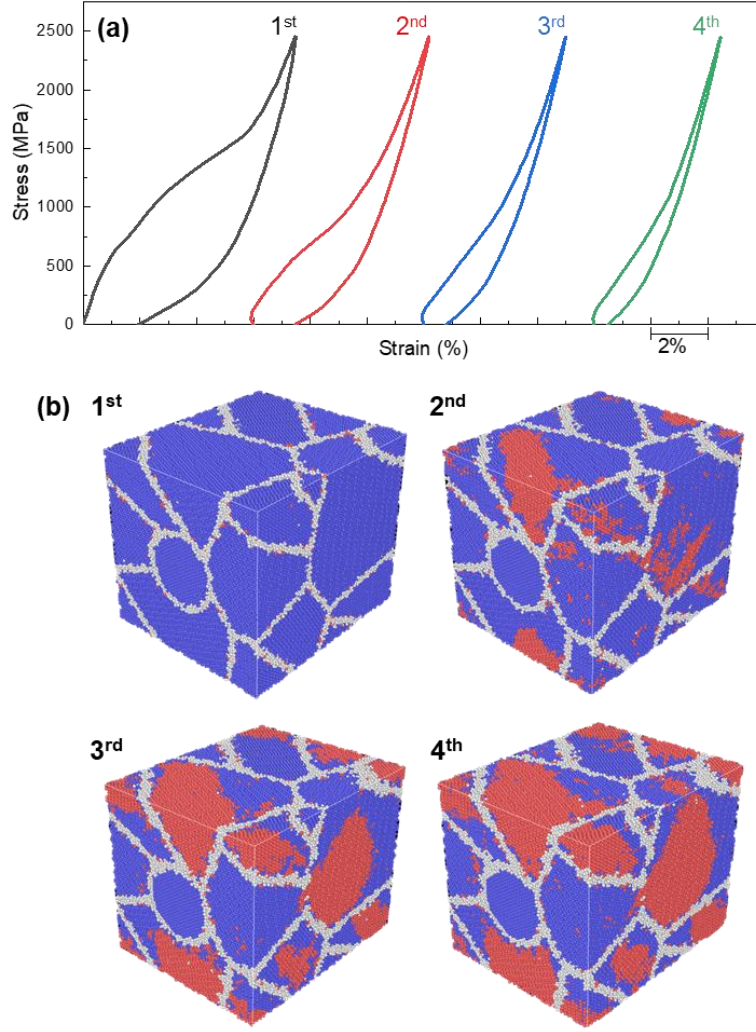 (a)
1st
2nd
3rd
4th
2500
2000
1500
1000
500
0
Stress (MPa)
Strain (%)
2%
(b)
1st
2nd
3rd
4th